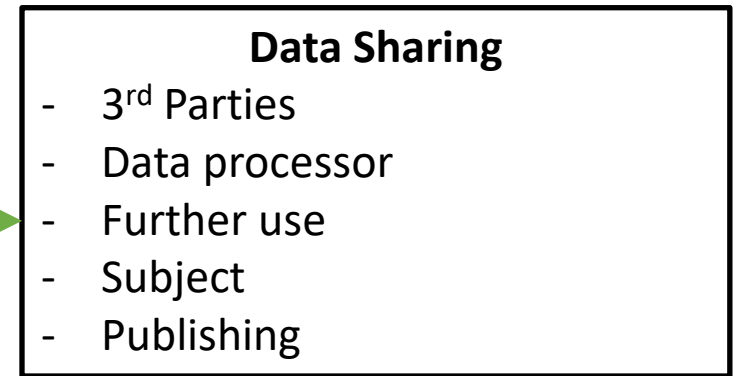 Data Sharing
- 3rd Parties
- Data processor
- Further use
- Subject
- Publishing